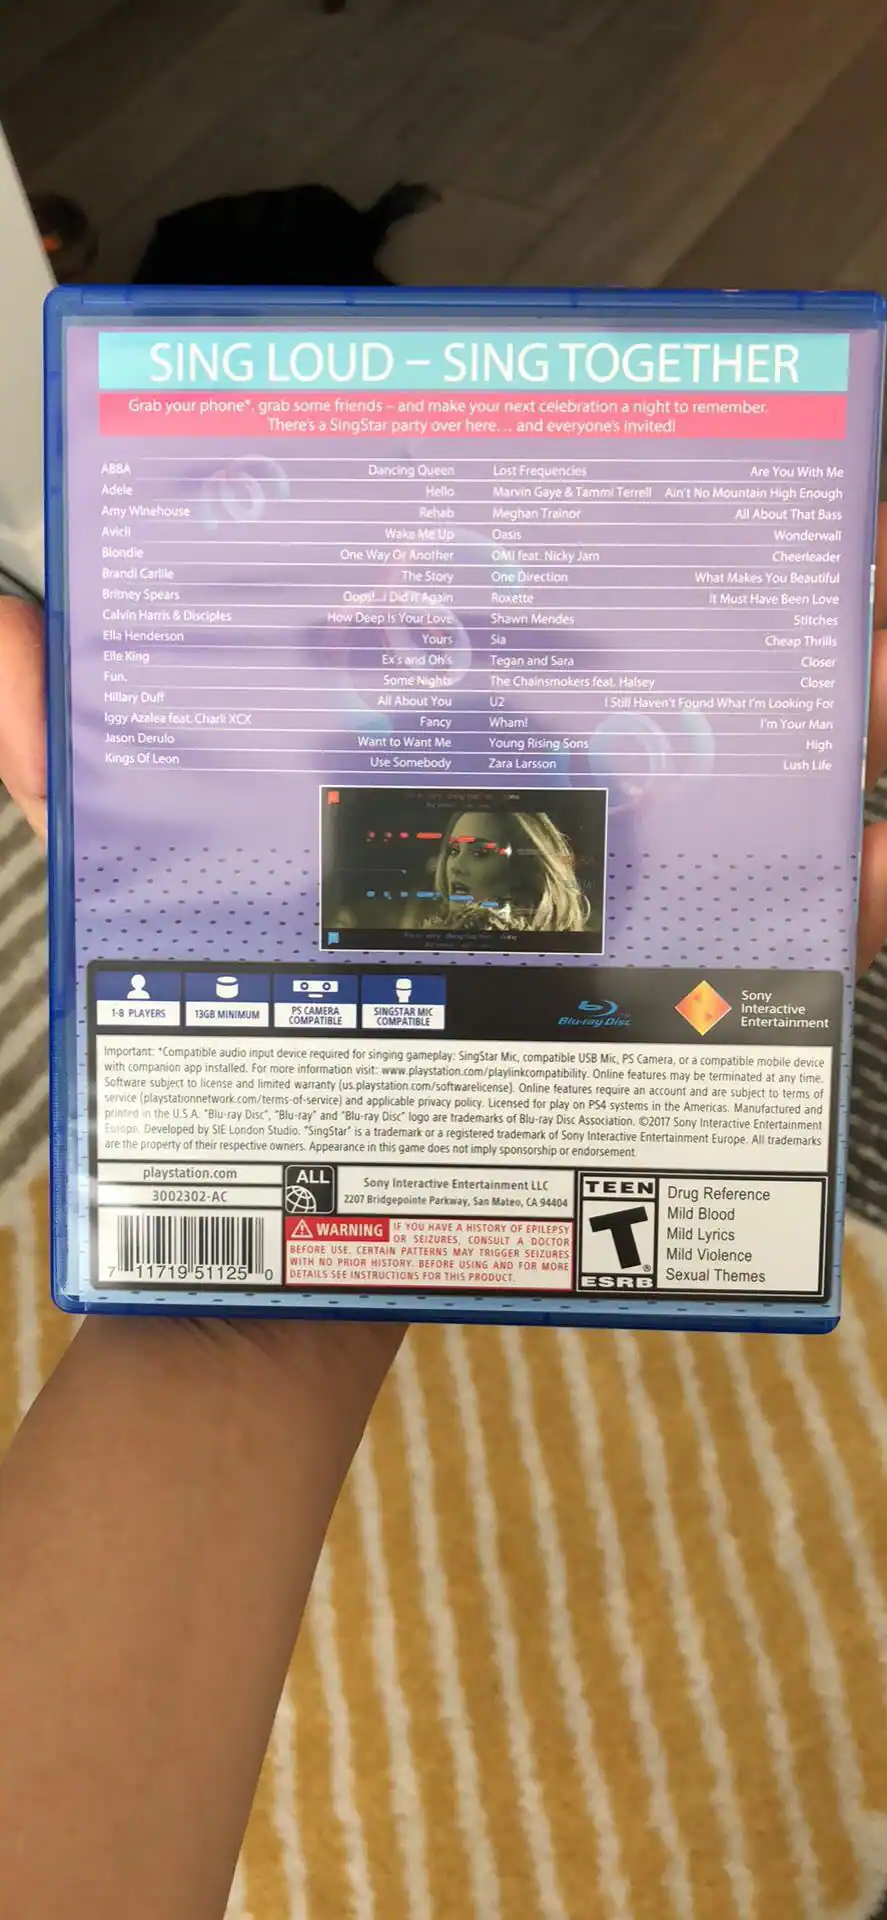 SING LOUD – SING TOGETHER
Grab your phone*, grab some friends – and make your next celebration a night to remember.
There's a SingStar party over here... and everyone's invited!
ABBA Dancing Queen
Adele Hello
Amy Winehouse Rehab
Avicii Wake Me Up
Blondie One Way Or Another
Brandi Carlile The Story
Britney Spears Oops!...I Did It Again
Calvin Harris & Disciples How Deep Is Your Love
Ella Henderson Yours
Elle King Ex's and Oh's
Fun. Some Nights
Hillary Duff All About You
Iggy Azalea feat. Charli XCX Fancy
Jason Derulo Want to Want Me
Kings Of Leon Use Somebody
Lost Frequencies Are You With Me
Marvin Gaye & Tammi Terrell Ain't No Mountain High Enough
Meghan Trainor All About That Bass
Oasis Wonderwall
OMI feat. Nicky Jam Cheerleader
One Direction What Makes You Beautiful
Roxette It Must Have Been Love
Shawn Mendes Stitches
Sia Cheap Thrills
Tegan and Sara Closer
The Chainsmokers feat. Halsey Closer
U2 I Still Haven't Found What I'm Looking For
Wham! I'm Your Man
Young Rising Sons High
Zara Larsson Lush Life
1-8 PLAYERS
13GB MINIMUM
PS CAMERA
COMPATIBLE
SINGSTAR MIC
COMPATIBLE
Blu-ray Disc
Sony
Interactive
Entertainment
Important: *Compatible audio input device required for singing gameplay: SingStar Mic, compatible USB Mic, PS Camera, or a compatible mobile device
with companion app installed. For more information visit: www.playstation.com/playlinkcompatibility. Online features may be terminated at any time.
Software subject to license and limited warranty (us.playstation.com/softwarelicense). Online features require an account and are subject to terms of
service (playstationnetwork.com/terms-of-service) and applicable privacy policy. Licensed for play on PS4 systems in the Americas. Manufactured and
printed in the U.S.A. "Blu-ray Disc", "Blu-ray" and "Blu-ray Disc" logo are trademarks of Blu-ray Disc Association. ©2017 Sony Interactive Entertainment
Europe. Developed by SIE London Studio. "SingStar" is a trademark or a registered trademark of Sony Interactive Entertainment Europe. All trademarks
are the property of their respective owners. Appearance in this game does not imply sponsorship or endorsement.
playstation.com
3002302-AC
7 11719 51125 0
ALL
Sony Interactive Entertainment LLC
2207 Bridgepointe Parkway, San Mateo, CA 94404
WARNING IF YOU HAVE A HISTORY OF EPILEPSY
OR SEIZURES, CONSULT A DOCTOR
BEFORE USE. CERTAIN PATTERNS MAY TRIGGER SEIZURES
WITH NO PRIOR HISTORY. BEFORE USING AND FOR MORE
DETAILS SEE INSTRUCTIONS FOR THIS PRODUCT.
TEEN
T
ESRB
Drug Reference
Mild Blood
Mild Lyrics
Mild Violence
Sexual Themes